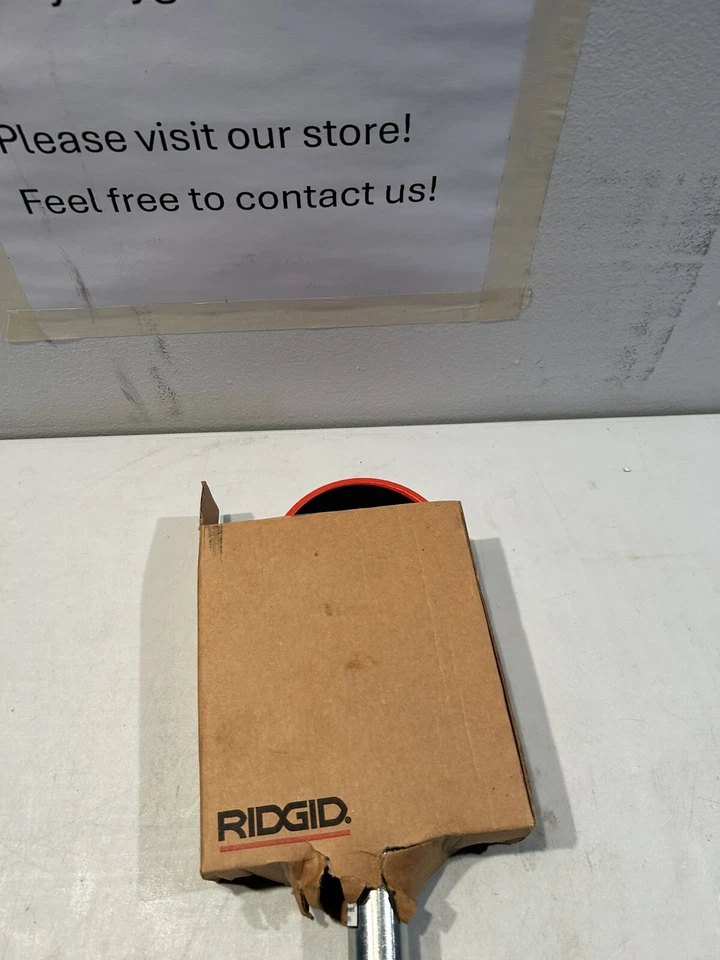 Please visit our store!
Feel free to contact us!
RIDGID.